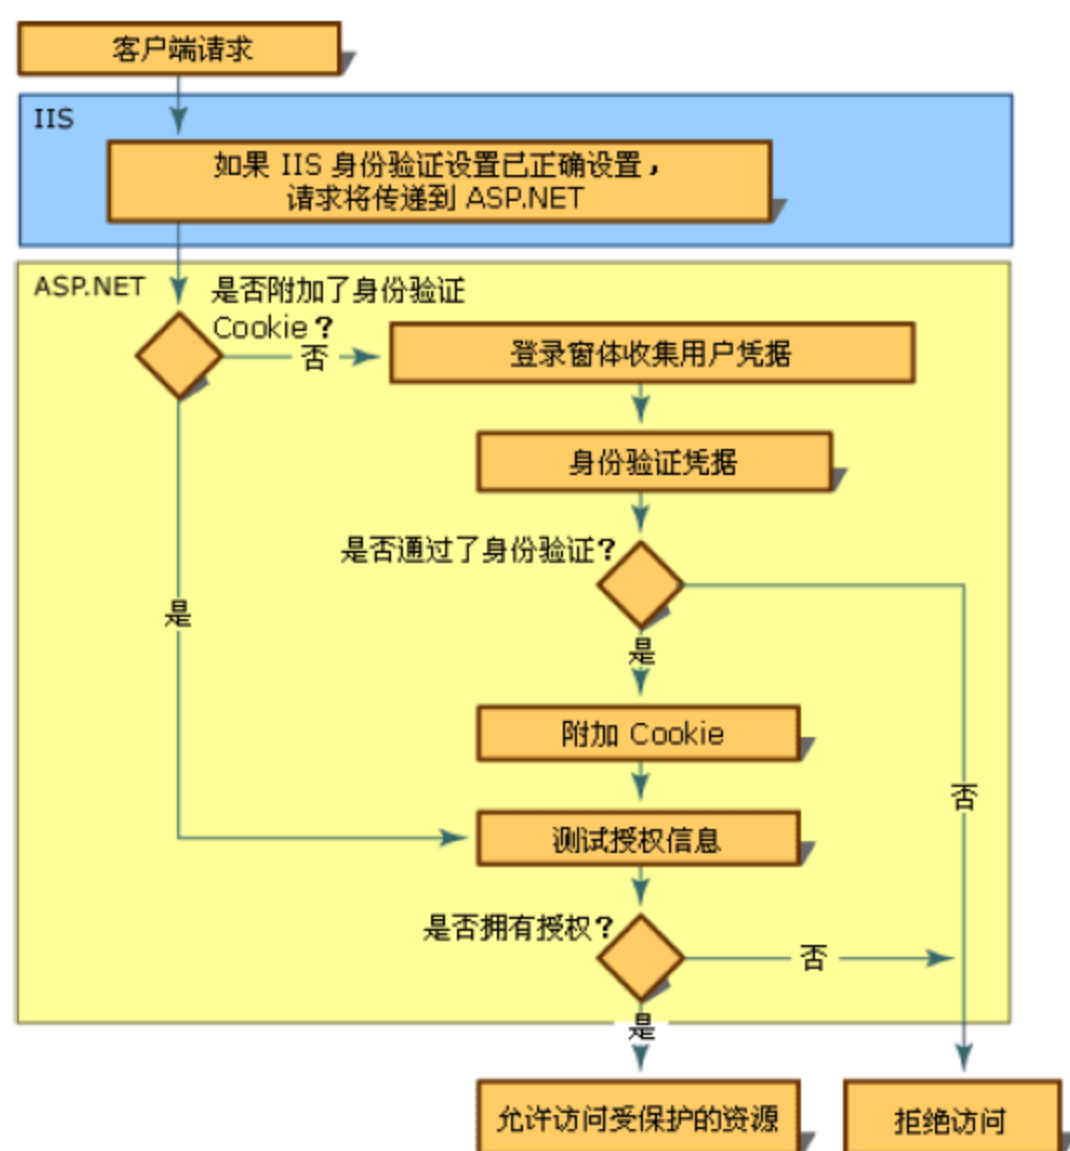 客户端请求
IIS
如果 IIS 身份验证设置已正确设置，
请求将传递到 ASP.NET
ASP.NET
是否附加了身份验证
Cookie？
否
登录窗体收集用户凭据
身份验证凭据
是否通过了身份验证？
是
是
附加 Cookie
否
测试授权信息
是否拥有授权？
否
是
允许访问受保护的资源
拒绝访问